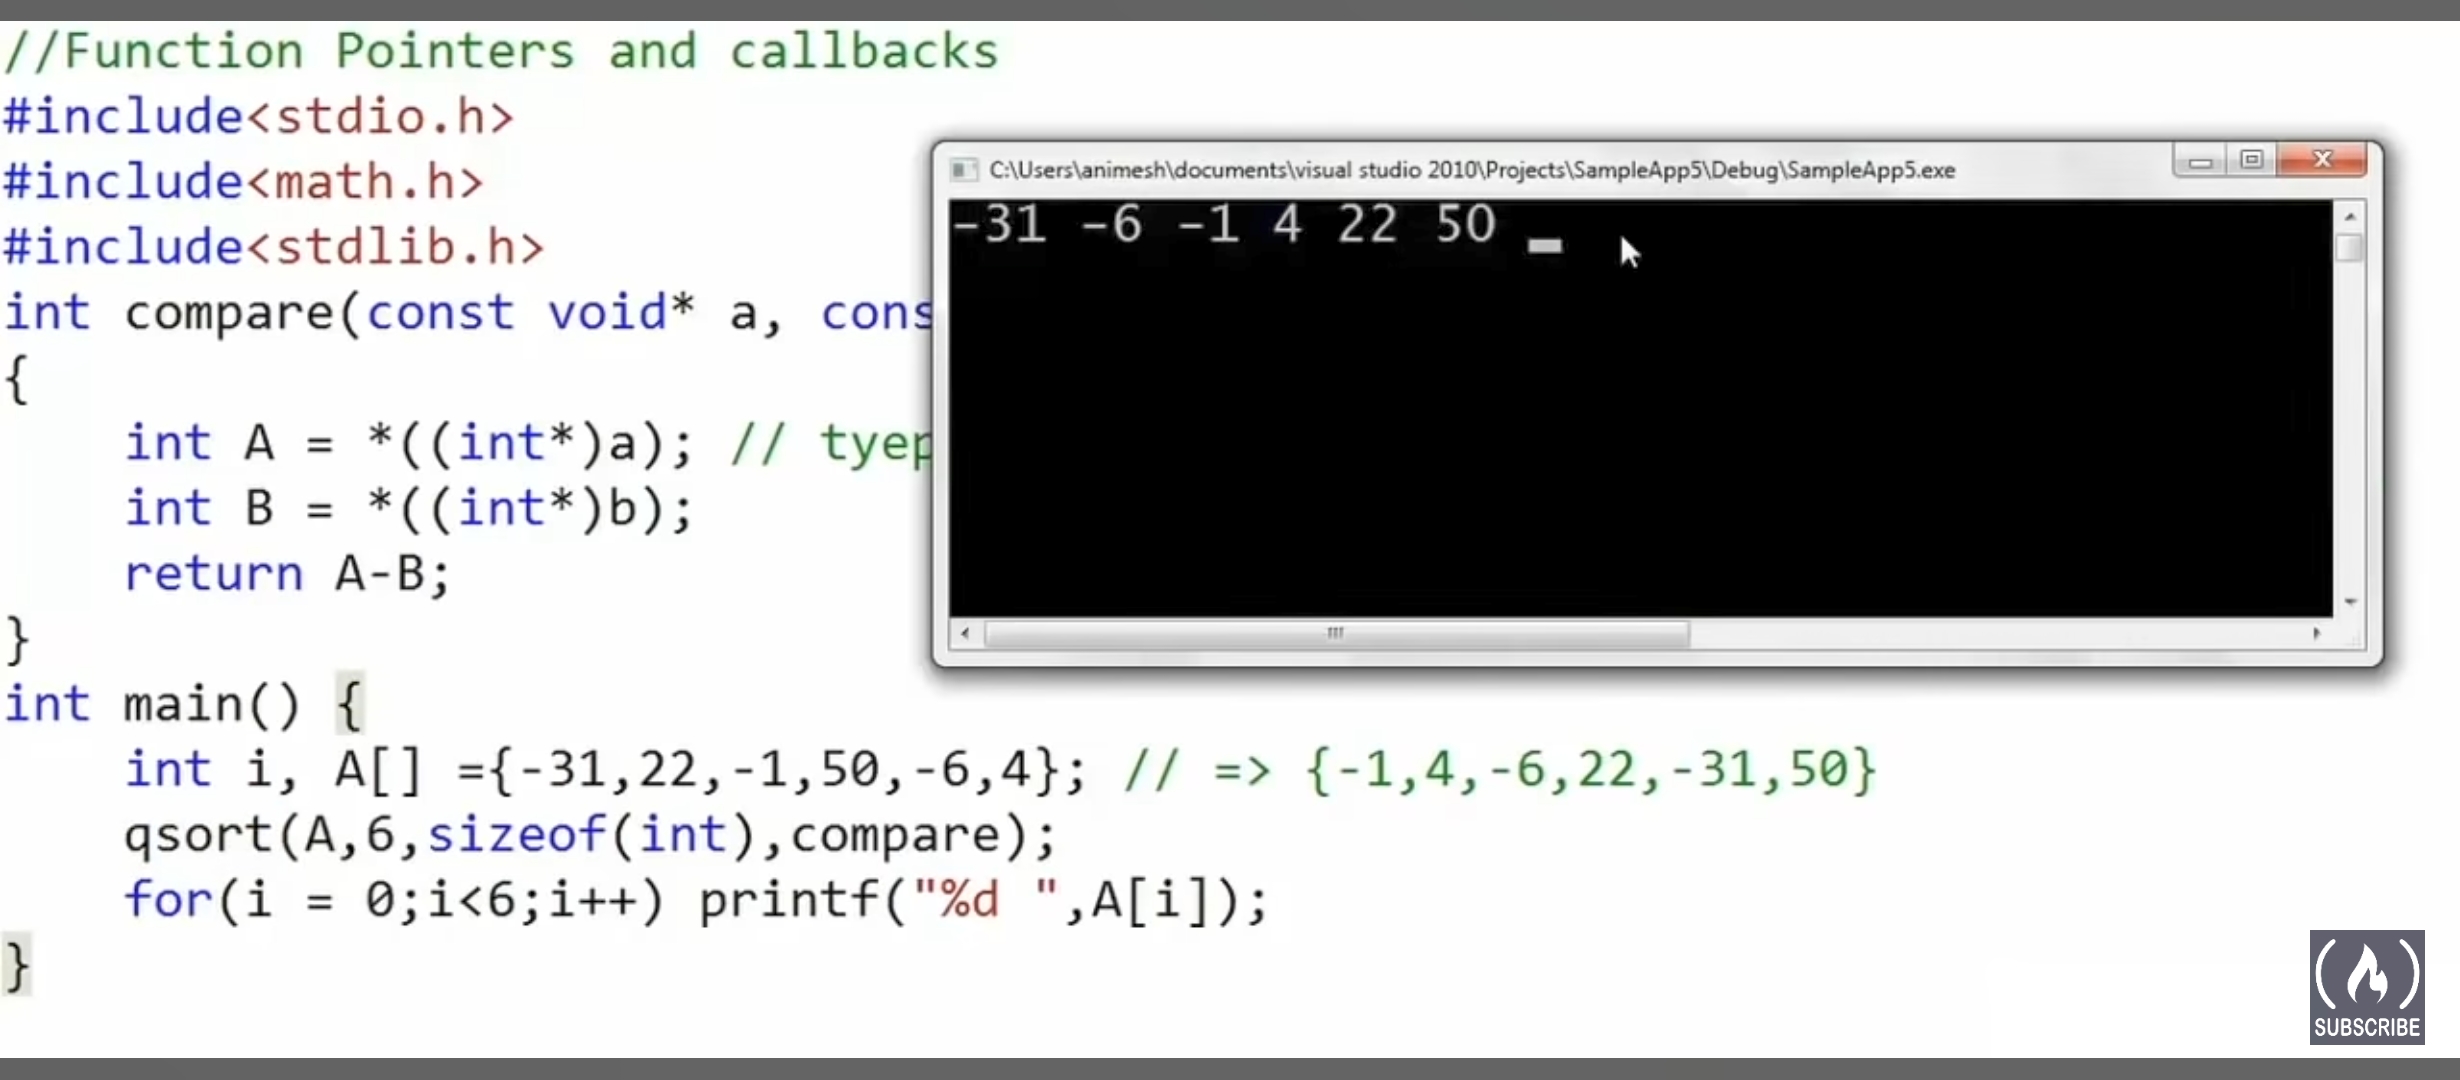 //Function Pointers and callbacks
#include<stdio.h>
#include<math.h>
#include<stdlib.h>
int compare(const void* a, cons
{
int A = *((int*)a); // tyep
int B = *((int*)b);
return A-B;
}
int main() {
int i, A[] ={-31,22,-1,50,-6,4}; // => {-1,4,-6,22,-31,50}
qsort(A,6,sizeof(int),compare);
for(i = 0;i<6;i++) printf("%d ",A[i]);
}
C:\Users\animesh\documents\visual studio 2010\Projects\SampleApp5\Debug\SampleApp5.exe
-31 -6 -1 4 22 50
SUBSCRIBE